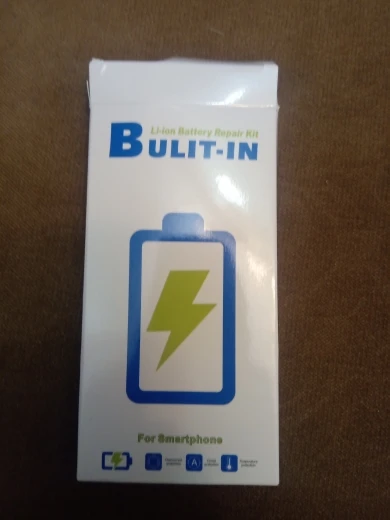 Li-ion Battery Repair Kit
BULIT-IN
For Smartphone
A